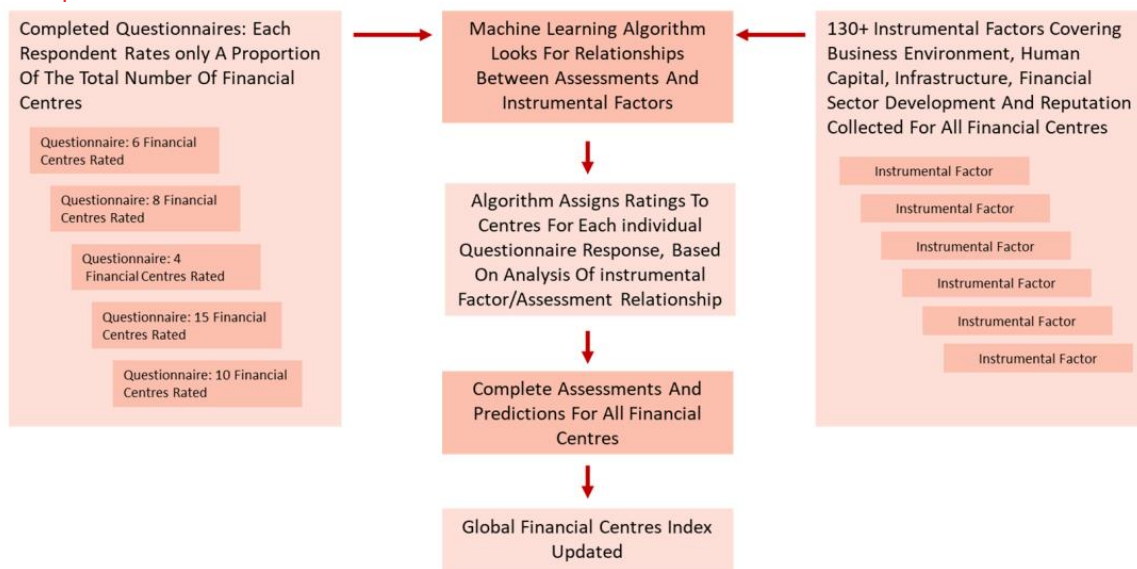 Completed Questionnaires: Each
Respondent Rates only A Proportion
Of The Total Number Of Financial
Centres
Questionnaire: 6 Financial
Centres Rated
Questionnaire: 8 Financial
Centres Rated
Questionnaire: 4
Financial Centres Rated
Questionnaire: 15 Financial
Centres Rated
Questionnaire: 10 Financial
Centres Rated
Machine Learning Algorithm
Looks For Relationships
Between Assessments And
Instrumental Factors
Algorithm Assigns Ratings To
Centres For Each individual
Questionnaire Response, Based
On Analysis Of instrumental
Factor/Assessment Relationship
Complete Assessments And
Predictions For All Financial
Centres
Global Financial Centres Index
Updated
130+ Instrumental Factors Covering
Business Environment, Human
Capital, Infrastructure, Financial
Sector Development And Reputation
Collected For All Financial Centres
Instrumental Factor
Instrumental Factor
Instrumental Factor
Instrumental Factor
Instrumental Factor
Instrumental Factor